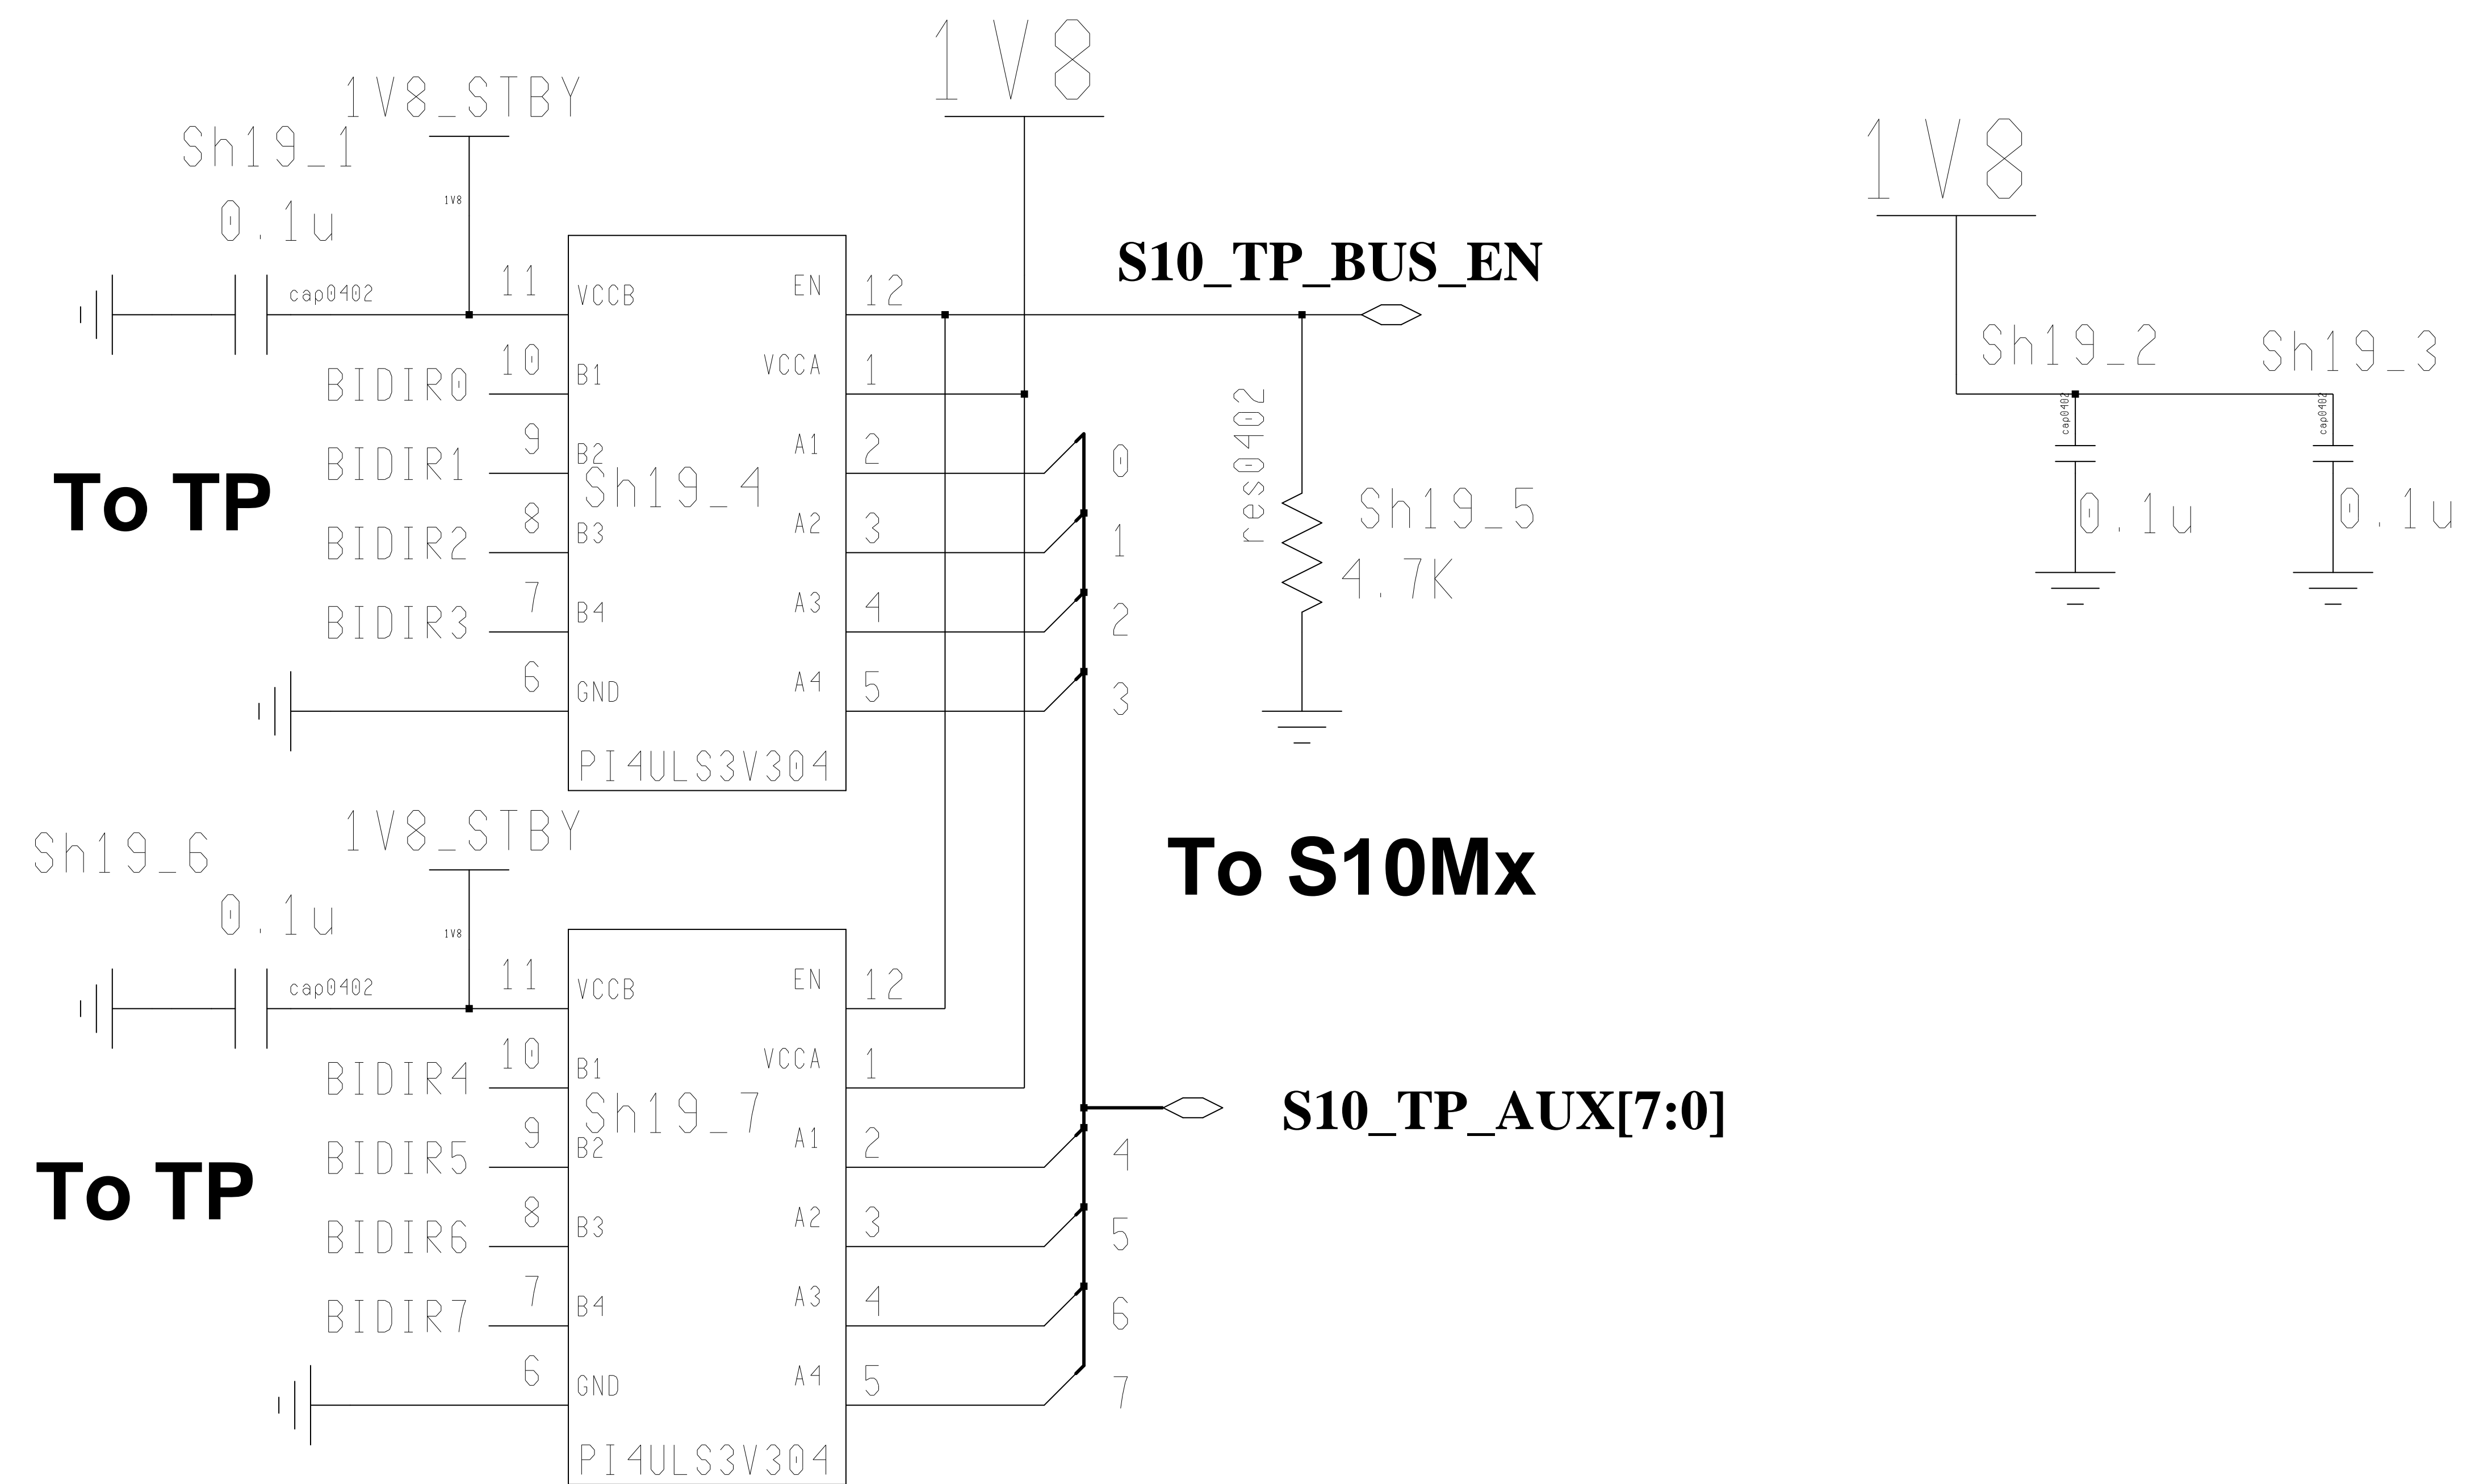 1V8
1V8_STBY
Sh19_1
0.1u
1V8
cap0402
11
VCCB
EN
12
S10_TP_BUS_EN
BIDIR0
10
B1
VCCA
1
BIDIR1
9
B2
A1
2
0
Sh19_4
To TP
BIDIR2
8
B3
A2
3
1
BIDIR3
7
B4
A3
4
2
6
GND
A4
5
3
PI4ULS3V304
res0402
Sh19_5
4.7K
1V8
Sh19_2
Sh19_3
cap0402
cap0402
0.1u
0.1u
To S10Mx
1V8_STBY
Sh19_6
0.1u
1V8
cap0402
11
VCCB
EN
12
BIDIR4
10
B1
VCCA
1
Sh19_7
S10_TP_AUX[7:0]
BIDIR5
9
B2
A1
2
4
To TP
BIDIR6
8
B3
A2
3
5
BIDIR7
7
B4
A3
4
6
6
GND
A4
5
7
PI4ULS3V304